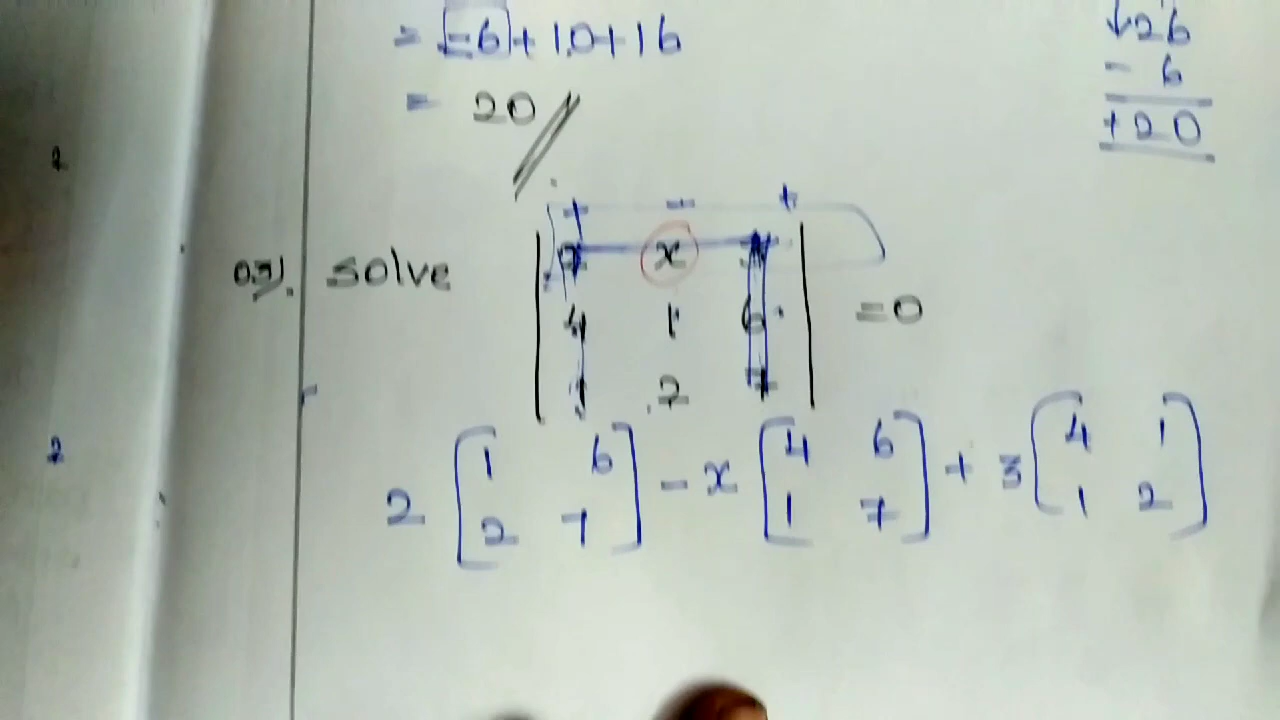 = -6 + 10 + 16
= 20 //
26
- 6
+20
+ - +
03). Solve | x | = 0
4 1 6
1 2 7
2 [1 6] - x [4 6] + 3 [4 1]
[2 7] [1 7] [1 2]